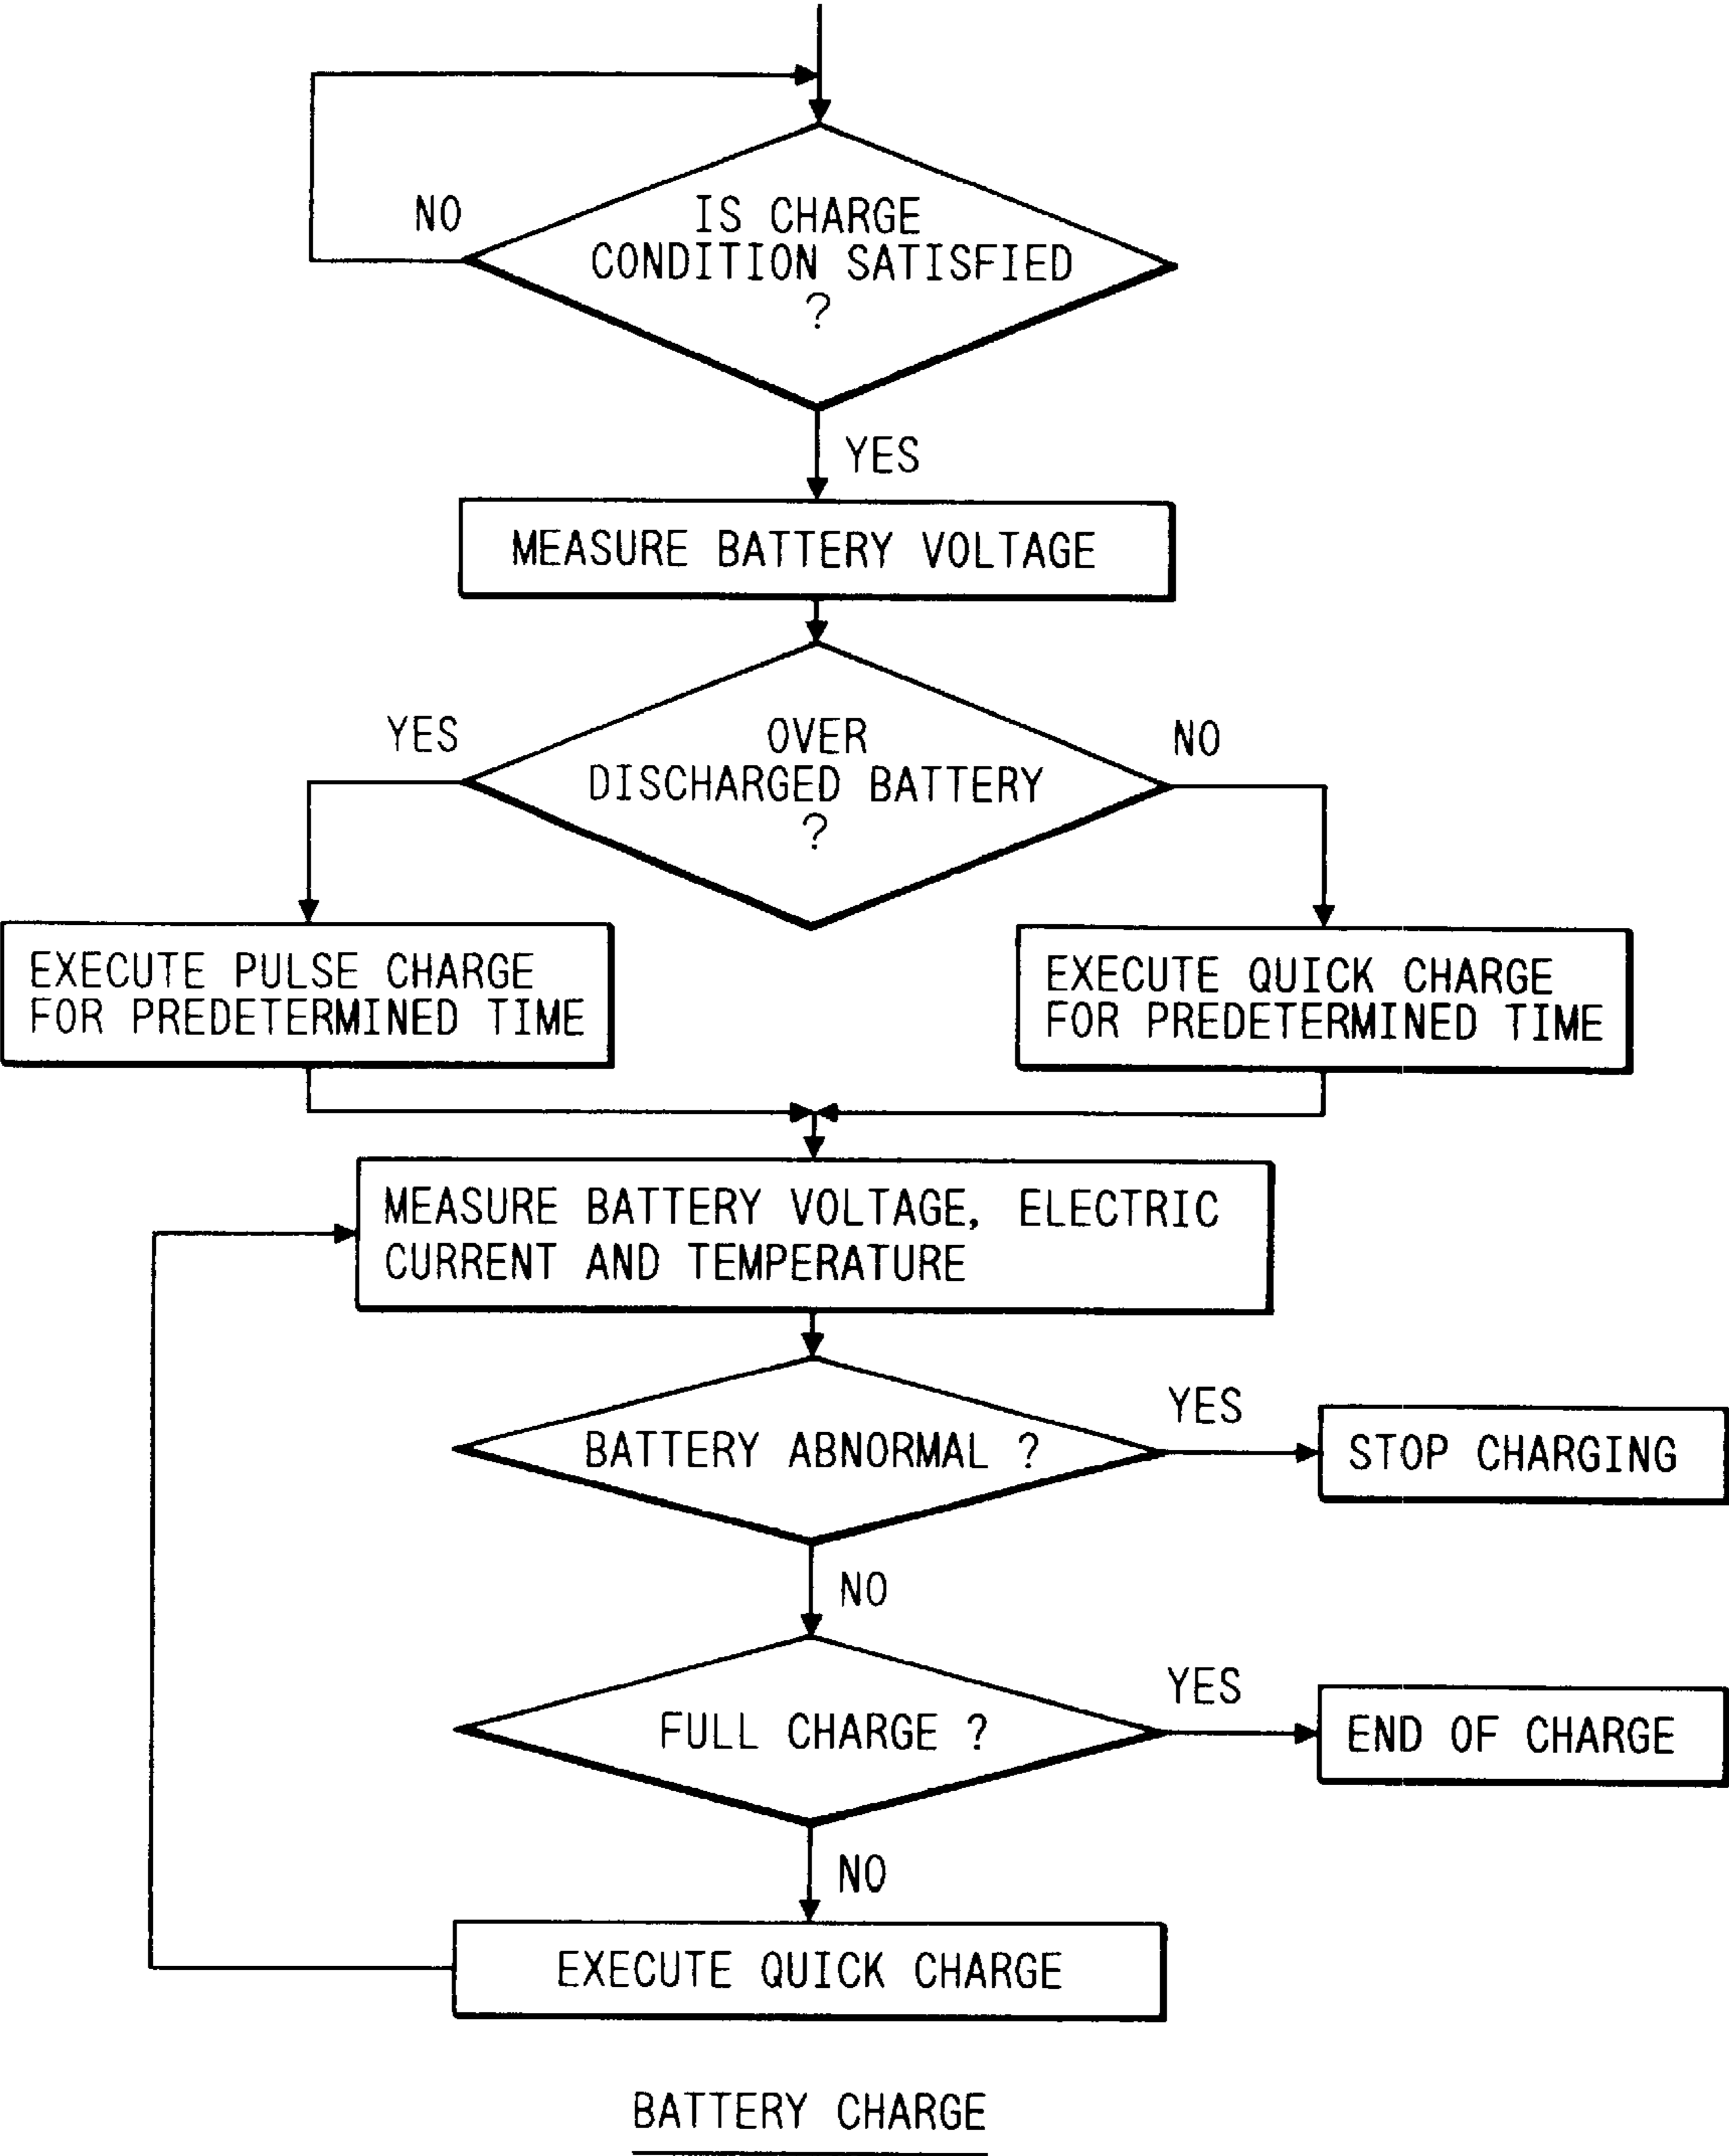 NO
IS CHARGE
CONDITION SATISFIED
?
YES
MEASURE BATTERY VOLTAGE
YES
OVER
DISCHARGED BATTERY
?
NO
EXECUTE PULSE CHARGE
FOR PREDETERMINED TIME
EXECUTE QUICK CHARGE
FOR PREDETERMINED TIME
MEASURE BATTERY VOLTAGE, ELECTRIC
CURRENT AND TEMPERATURE
BATTERY ABNORMAL ?
YES
STOP CHARGING
NO
FULL CHARGE ?
YES
END OF CHARGE
NO
EXECUTE QUICK CHARGE
BATTERY CHARGE